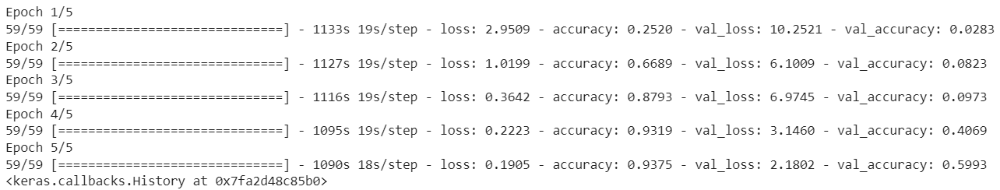 Epoch 1/5
59/59 [==============================] - 1133s 19s/step - loss: 2.9509 - accuracy: 0.2520 - val_loss: 10.2521 - val_accuracy: 0.0283
Epoch 2/5
59/59 [==============================] - 1127s 19s/step - loss: 1.0199 - accuracy: 0.6689 - val_loss: 6.1009 - val_accuracy: 0.0823
Epoch 3/5
59/59 [==============================] - 1116s 19s/step - loss: 0.3642 - accuracy: 0.8793 - val_loss: 6.9745 - val_accuracy: 0.0973
Epoch 4/5
59/59 [==============================] - 1095s 19s/step - loss: 0.2223 - accuracy: 0.9319 - val_loss: 3.1460 - val_accuracy: 0.4069
Epoch 5/5
59/59 [==============================] - 1090s 18s/step - loss: 0.1905 - accuracy: 0.9375 - val_loss: 2.1802 - val_accuracy: 0.5993
<keras.callbacks.History at 0x7fa2d48c85b0>